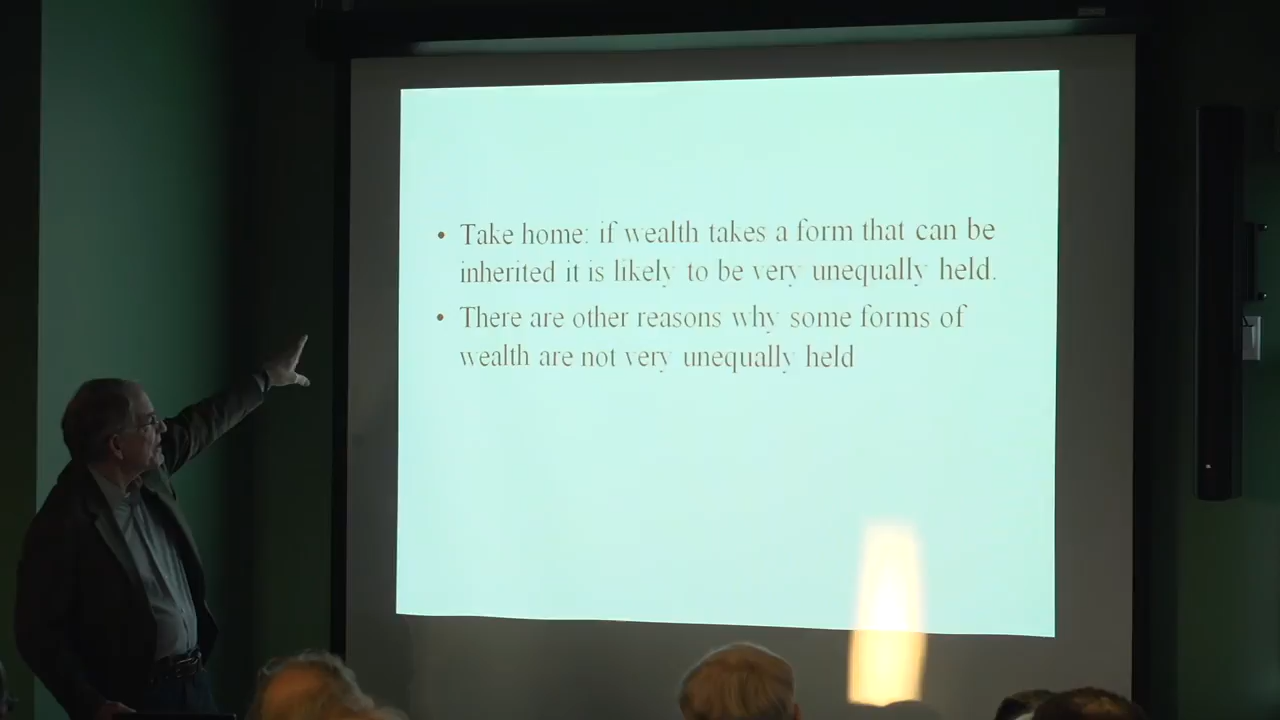 • Take home: if wealth takes a form that can be
inherited it is likely to be very unequally held.
• There are other reasons why some forms of
wealth are not very unequally held